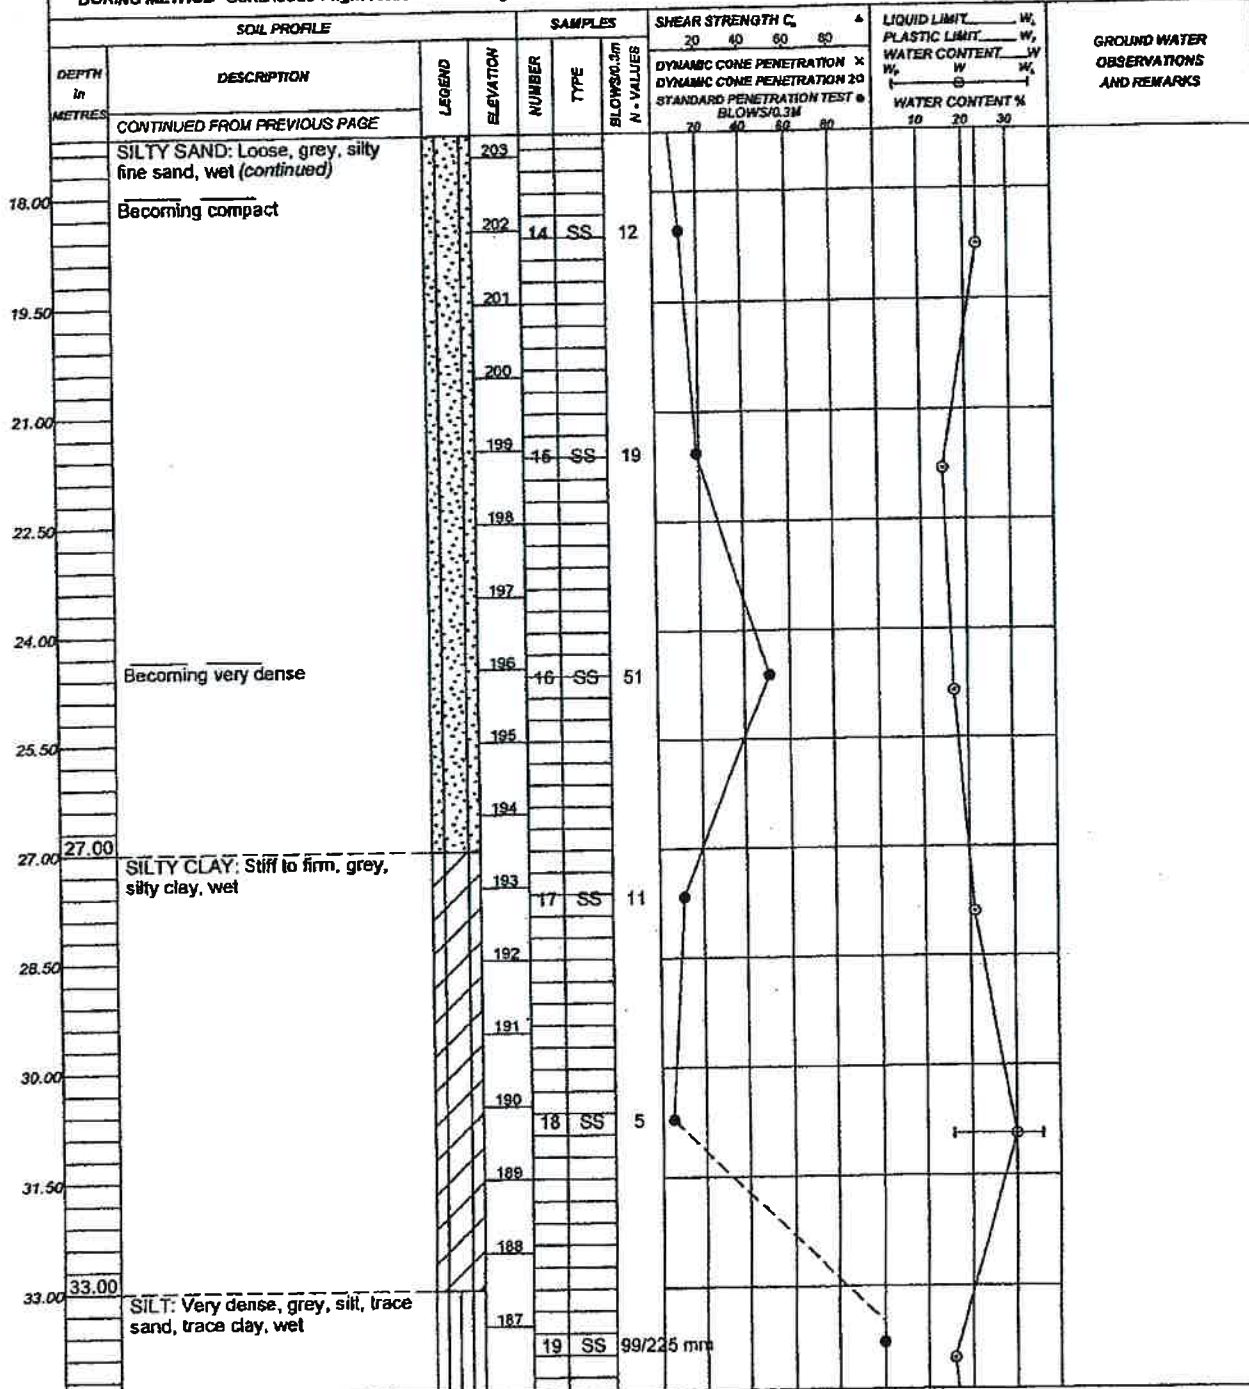 SOIL PROFILE
SAMPLES
SHEAR STRENGTH Cᵤ ▲
20 40 60 80
DYNAMIC CONE PENETRATION ×
DYNAMIC CONE PENETRATION 2□
STANDARD PENETRATION TEST ●
BLOWS/0.3M
20 40 60 80
LIQUID LIMIT W_L
PLASTIC LIMIT W_P
WATER CONTENT W
W_P W W_L
WATER CONTENT %
10 20 30
GROUND WATER
OBSERVATIONS
AND REMARKS
DEPTH
in
METRES
DESCRIPTION
LEGEND
ELEVATION
NUMBER
TYPE
BLOWS/0.3m
N - VALUES
CONTINUED FROM PREVIOUS PAGE
SILTY SAND: Loose, grey, silty
fine sand, wet (continued)
203
18.00
Becoming compact
202
14 SS 12
201
19.50
200
21.00
199
15 SS 19
198
22.50
197
24.00
Becoming very dense
196
16 SS 51
195
25.50
194
27.00
27.00
SILTY CLAY: Stiff to firm, grey,
silty clay, wet
193
17 SS 11
192
28.50
191
30.00
190
18 SS 5
189
31.50
188
33.00
33.00
SILT: Very dense, grey, silt, trace
sand, trace clay, wet
187
19 SS 99/225 mm